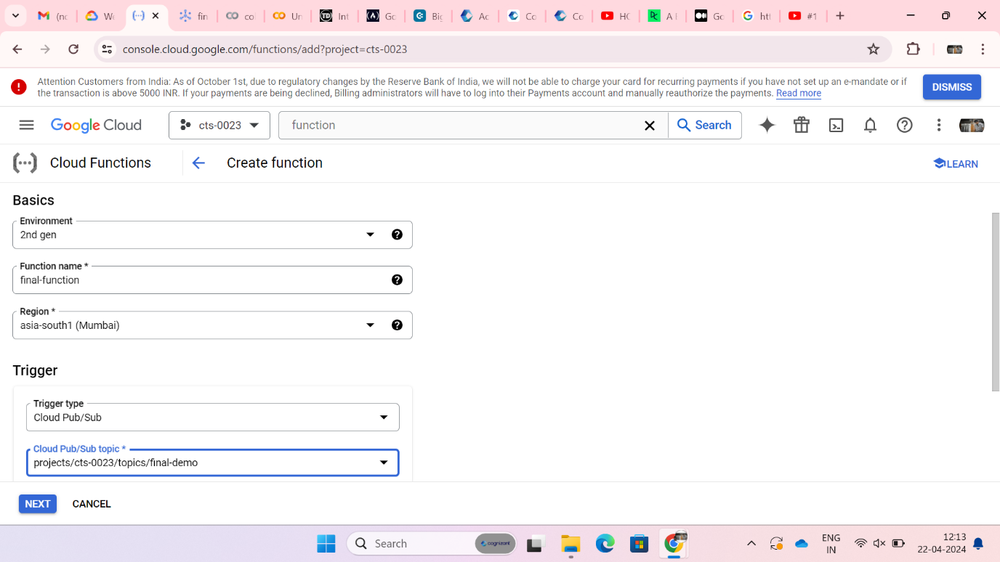 (no
We
fin
co
Un
Int
Go
Big
Ac
Co
Co
HO
A I
Go
htt
#1
console.cloud.google.com/functions/add?project=cts-0023
Attention Customers from India: As of October 1st, due to regulatory changes by the Reserve Bank of India, we will not be able to charge your card for recurring payments if you have not set up an e-mandate or if
the transaction is above 5000 INR. If your payments are being declined, Billing administrators will have to log into their Payments account and manually reauthorize the payments. Read more
DISMISS
Google Cloud
cts-0023
function
Search
Cloud Functions
Create function
LEARN
Basics
Environment
2nd gen
Function name *
final-function
Region *
asia-south1 (Mumbai)
Trigger
Trigger type
Cloud Pub/Sub
Cloud Pub/Sub topic *
projects/cts-0023/topics/final-demo
NEXT CANCEL
Search
cognizant
ENG
IN
12:13
22-04-2024